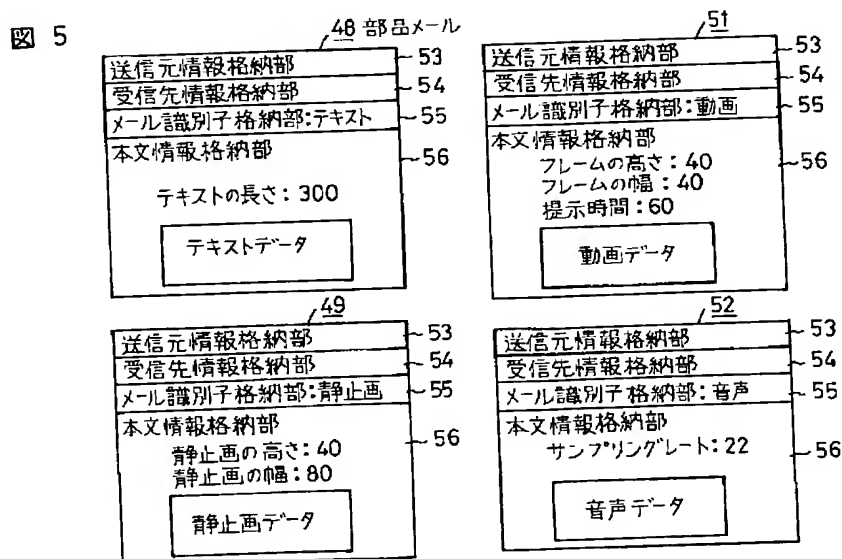 図 5
48 部品メール
送信元情報格納部 53
受信先情報格納部 54
メール識別子格納部:テキスト 55
本文情報格納部 56
テキストの長さ:300
テキストデータ
51
送信元情報格納部 53
受信先情報格納部 54
メール識別子格納部:動画 55
本文情報格納部
フレームの高さ:40
フレームの幅:40 56
提示時間:60
動画データ
49
送信元情報格納部 53
受信先情報格納部 54
メール識別子格納部:静止画 55
本文情報格納部 56
静止画の高さ:40
静止画の幅:80
静止画データ
52
送信元情報格納部 53
受信先情報格納部 54
メール識別子格納部:音声 55
本文情報格納部
サンプリングレート:22 56
音声データ